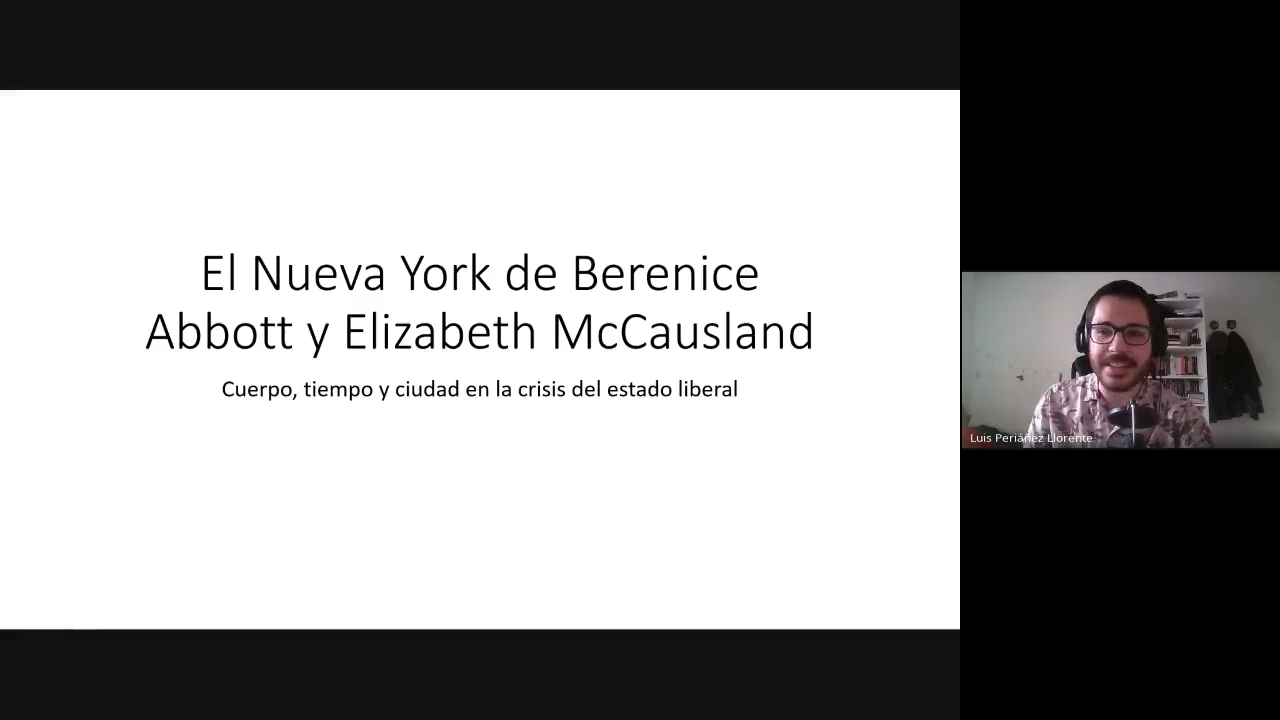 El Nueva York de Berenice
Abbott y Elizabeth McCausland
Cuerpo, tiempo y ciudad en la crisis del estado liberal
Luis Periáñez Llorente